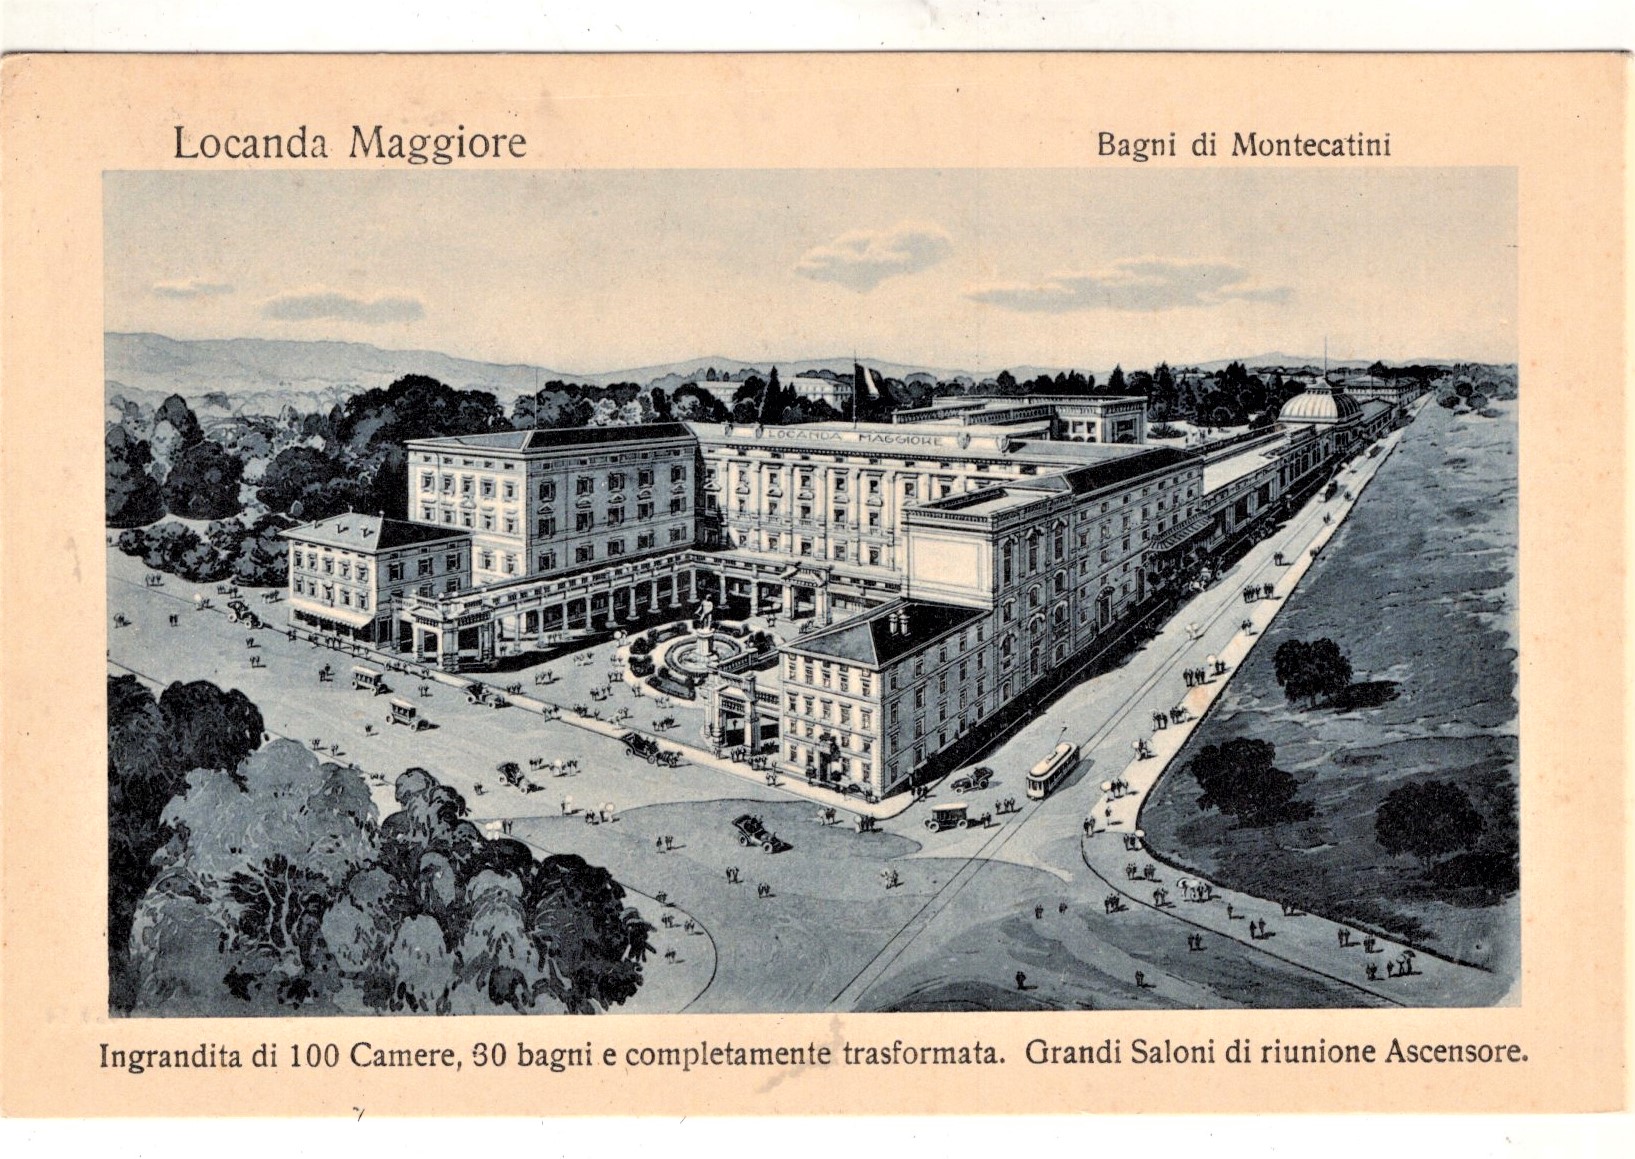 Locanda Maggiore
Bagni di Montecatini
LOCANDA MAGGIORE
Ingrandita di 100 Camere, 30 bagni e completamente trasformata. Grandi Saloni di riunione Ascensore.